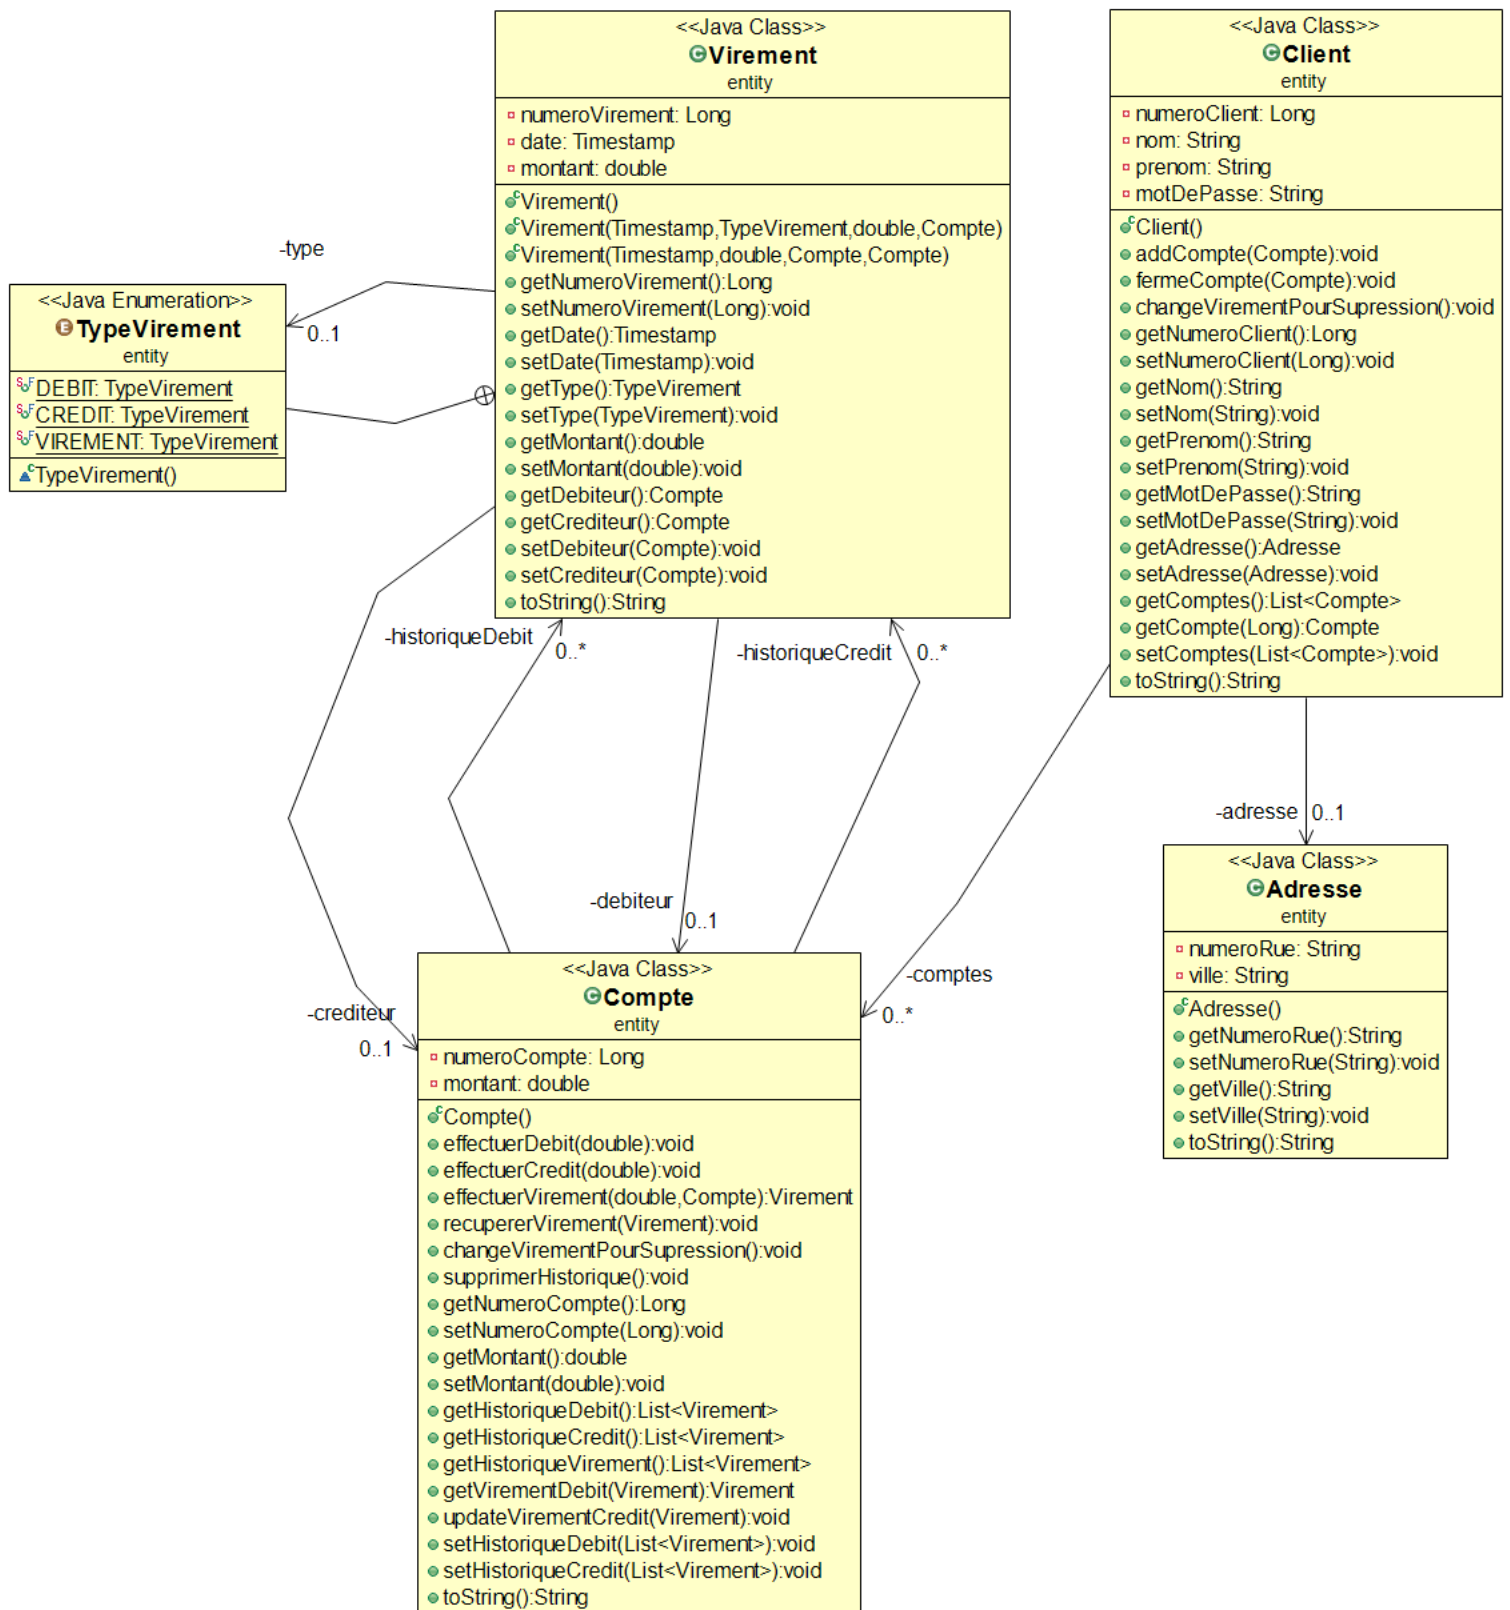 <<Java Class>>
Virement
entity
numeroVirement: Long
date: Timestamp
montant: double
Virement()
Virement(Timestamp,TypeVirement,double,Compte)
Virement(Timestamp,double,Compte,Compte)
getNumeroVirement():Long
setNumeroVirement(Long):void
getDate():Timestamp
setDate(Timestamp):void
getType():TypeVirement
setType(TypeVirement):void
getMontant():double
setMontant(double):void
getDebiteur():Compte
getCrediteur():Compte
setDebiteur(Compte):void
setCrediteur(Compte):void
toString():String
<<Java Class>>
Client
entity
numeroClient: Long
nom: String
prenom: String
motDePasse: String
Client()
addCompte(Compte):void
fermeCompte(Compte):void
changeVirementPourSupression():void
getNumeroClient():Long
setNumeroClient(Long):void
getNom():String
setNom(String):void
getPrenom():String
setPrenom(String):void
getMotDePasse():String
setMotDePasse(String):void
getAdresse():Adresse
setAdresse(Adresse):void
getComptes():List<Compte>
getCompte(Long):Compte
setComptes(List<Compte>):void
toString():String
-type
0..1
<<Java Enumeration>>
TypeVirement
entity
DEBIT: TypeVirement
CREDIT: TypeVirement
VIREMENT: TypeVirement
TypeVirement()
-historiqueDebit
0..*
-historiqueCredit
0..*
-adresse
0..1
-debiteur
0..1
-comptes
0..*
-crediteur
0..1
<<Java Class>>
Adresse
entity
numeroRue: String
ville: String
Adresse()
getNumeroRue():String
setNumeroRue(String):void
getVille():String
setVille(String):void
toString():String
<<Java Class>>
Compte
entity
numeroCompte: Long
montant: double
Compte()
effectuerDebit(double):void
effectuerCredit(double):void
effectuerVirement(double,Compte):Virement
recupererVirement(Virement):void
changeVirementPourSupression():void
supprimerHistorique():void
getNumeroCompte():Long
setNumeroCompte(Long):void
getMontant():double
setMontant(double):void
getHistoriqueDebit():List<Virement>
getHistoriqueCredit():List<Virement>
getHistoriqueVirement():List<Virement>
getVirementDebit(Virement):Virement
updateVirementCredit(Virement):void
setHistoriqueDebit(List<Virement>):void
setHistoriqueCredit(List<Virement>):void
toString():String